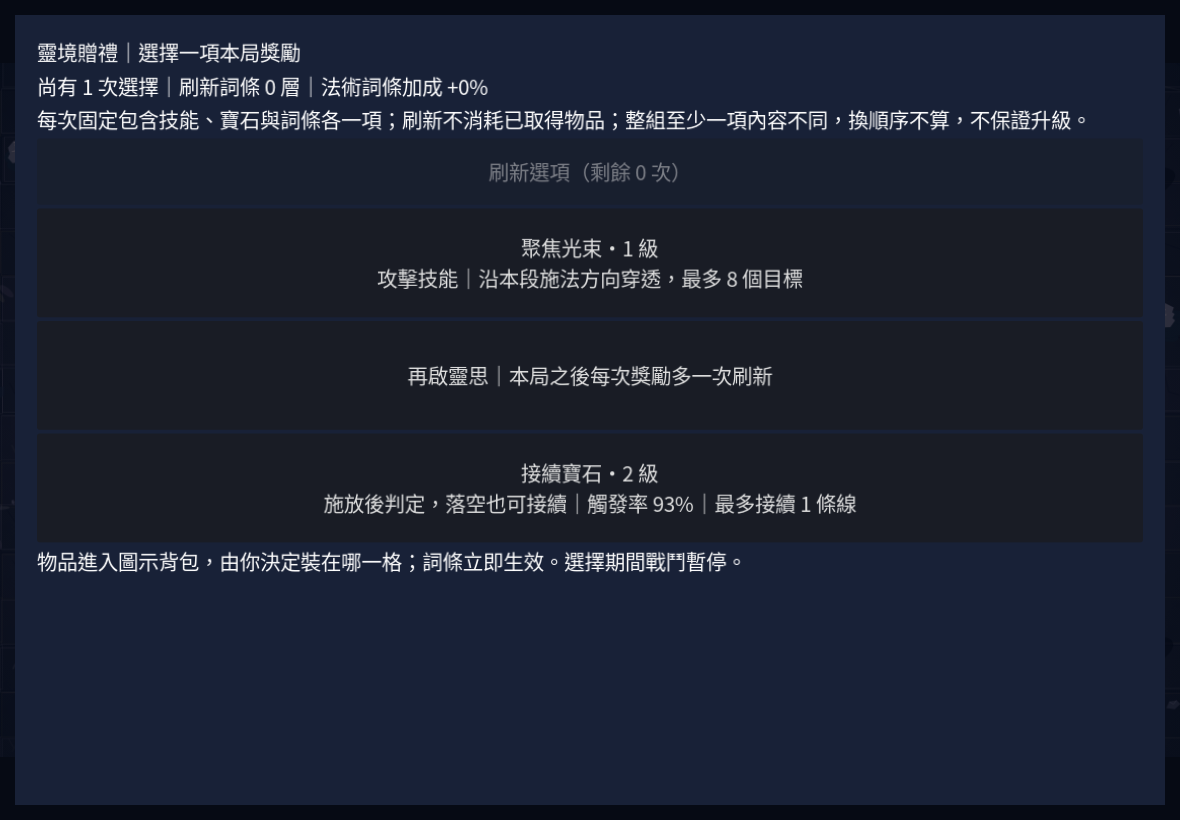 靈境贈禮｜選擇一項本局獎勵
尚有 1 次選擇｜刷新詞條 0 層｜法術詞條加成 +0%
每次固定包含技能、寶石與詞條各一項；刷新不消耗已取得物品；整組至少一項內容不同，換順序不算，不保證升級。
刷新選項（剩餘 0 次）
聚焦光束・1 級
攻擊技能｜沿本段施法方向穿透，最多 8 個目標
再啟靈思｜本局之後每次獎勵多一次刷新
接續寶石・2 級
施放後判定，落空也可接續｜觸發率 93%｜最多接續 1 條線
物品進入圖示背包，由你決定裝在哪一格；詞條立即生效。選擇期間戰鬥暫停。